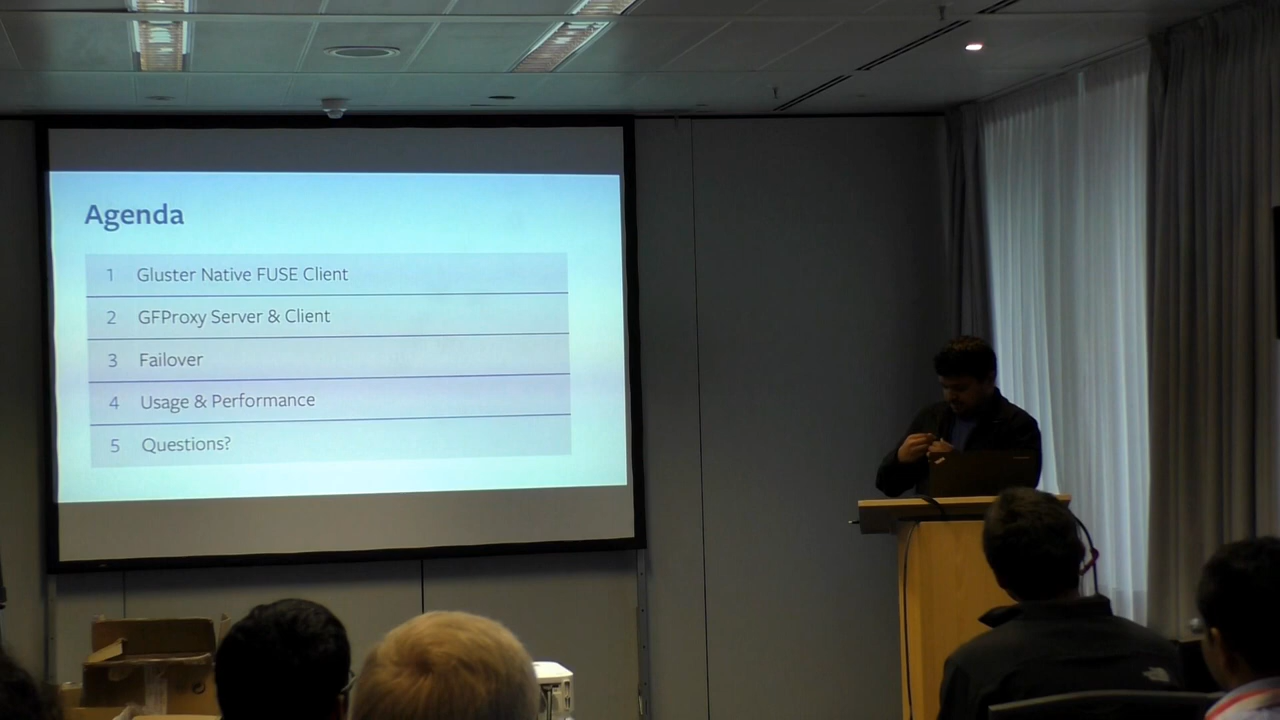 Agenda
1 Gluster Native FUSE Client
2 GFProxy Server & Client
3 Failover
4 Usage & Performance
5 Questions?